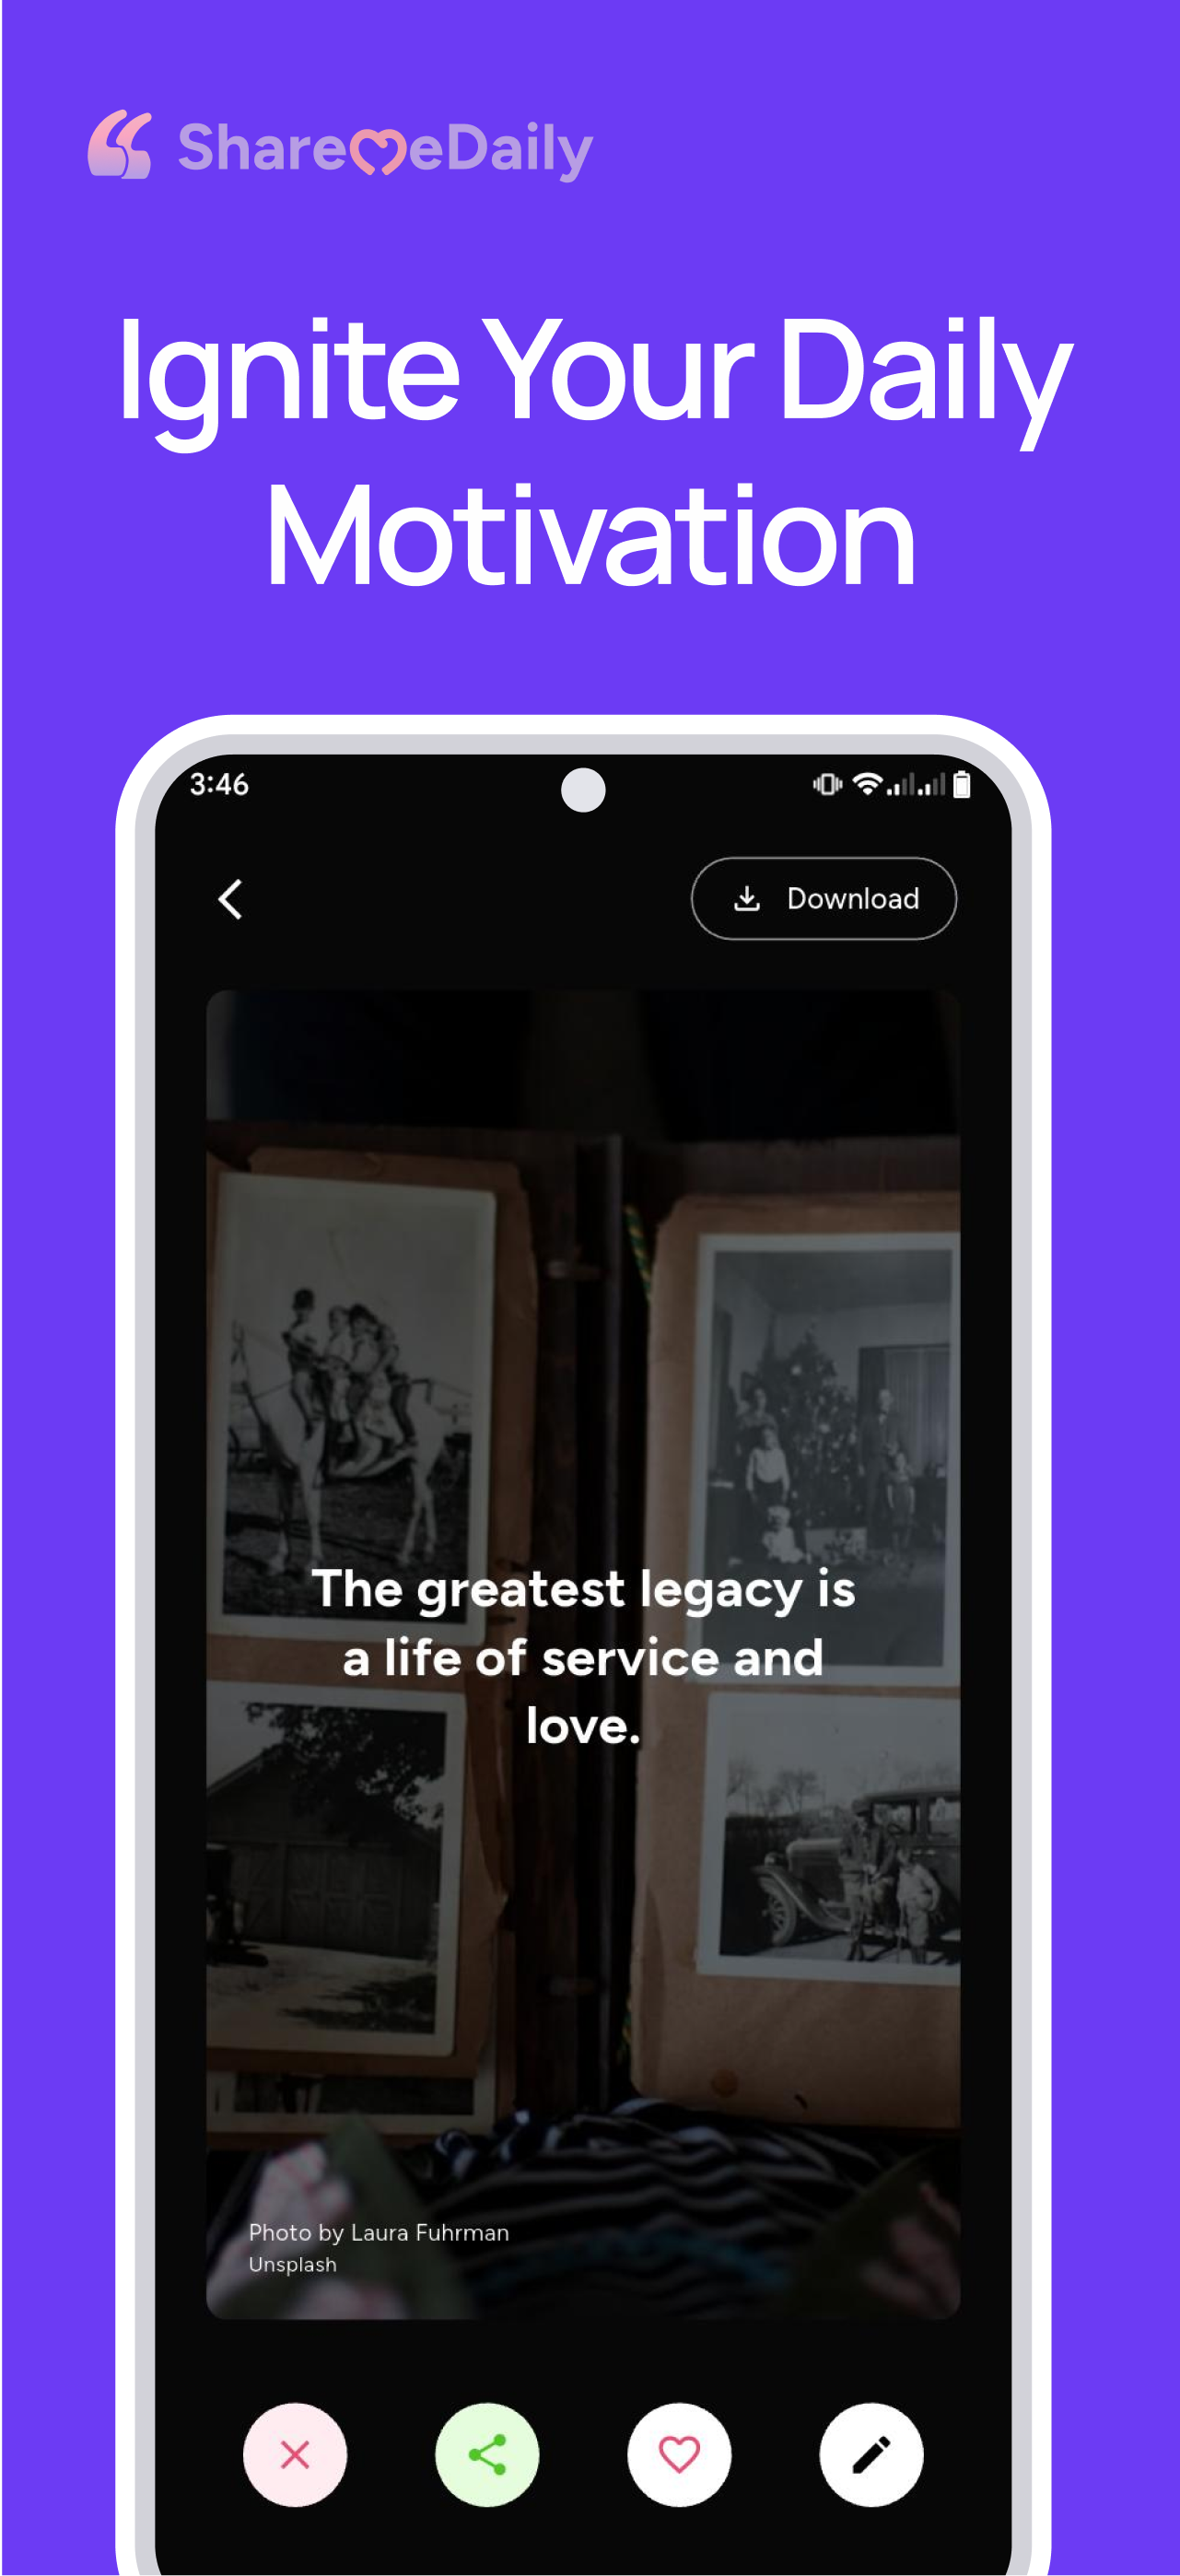 ShareMeDaily
Ignite Your Daily
Motivation
3:46
Download
The greatest legacy is
a life of service and
love.
Photo by Laura Fuhrman
Unsplash